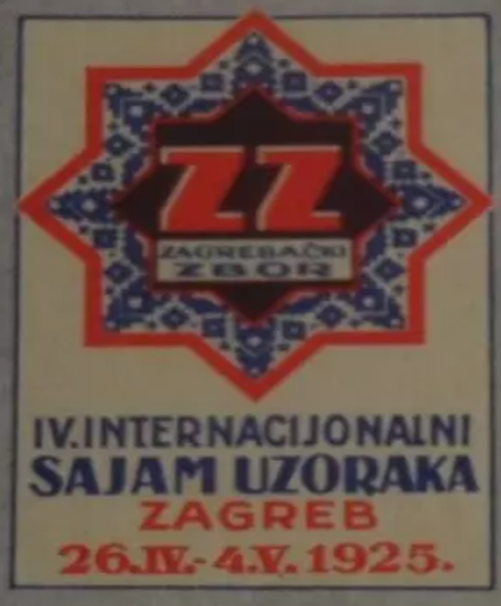 ZZ
ZAGREBAČKI
ZBOR
IV. INTERNACIJONALNI
SAJAM UZORAKA
ZAGREB
26.IV.-4.V.1925.